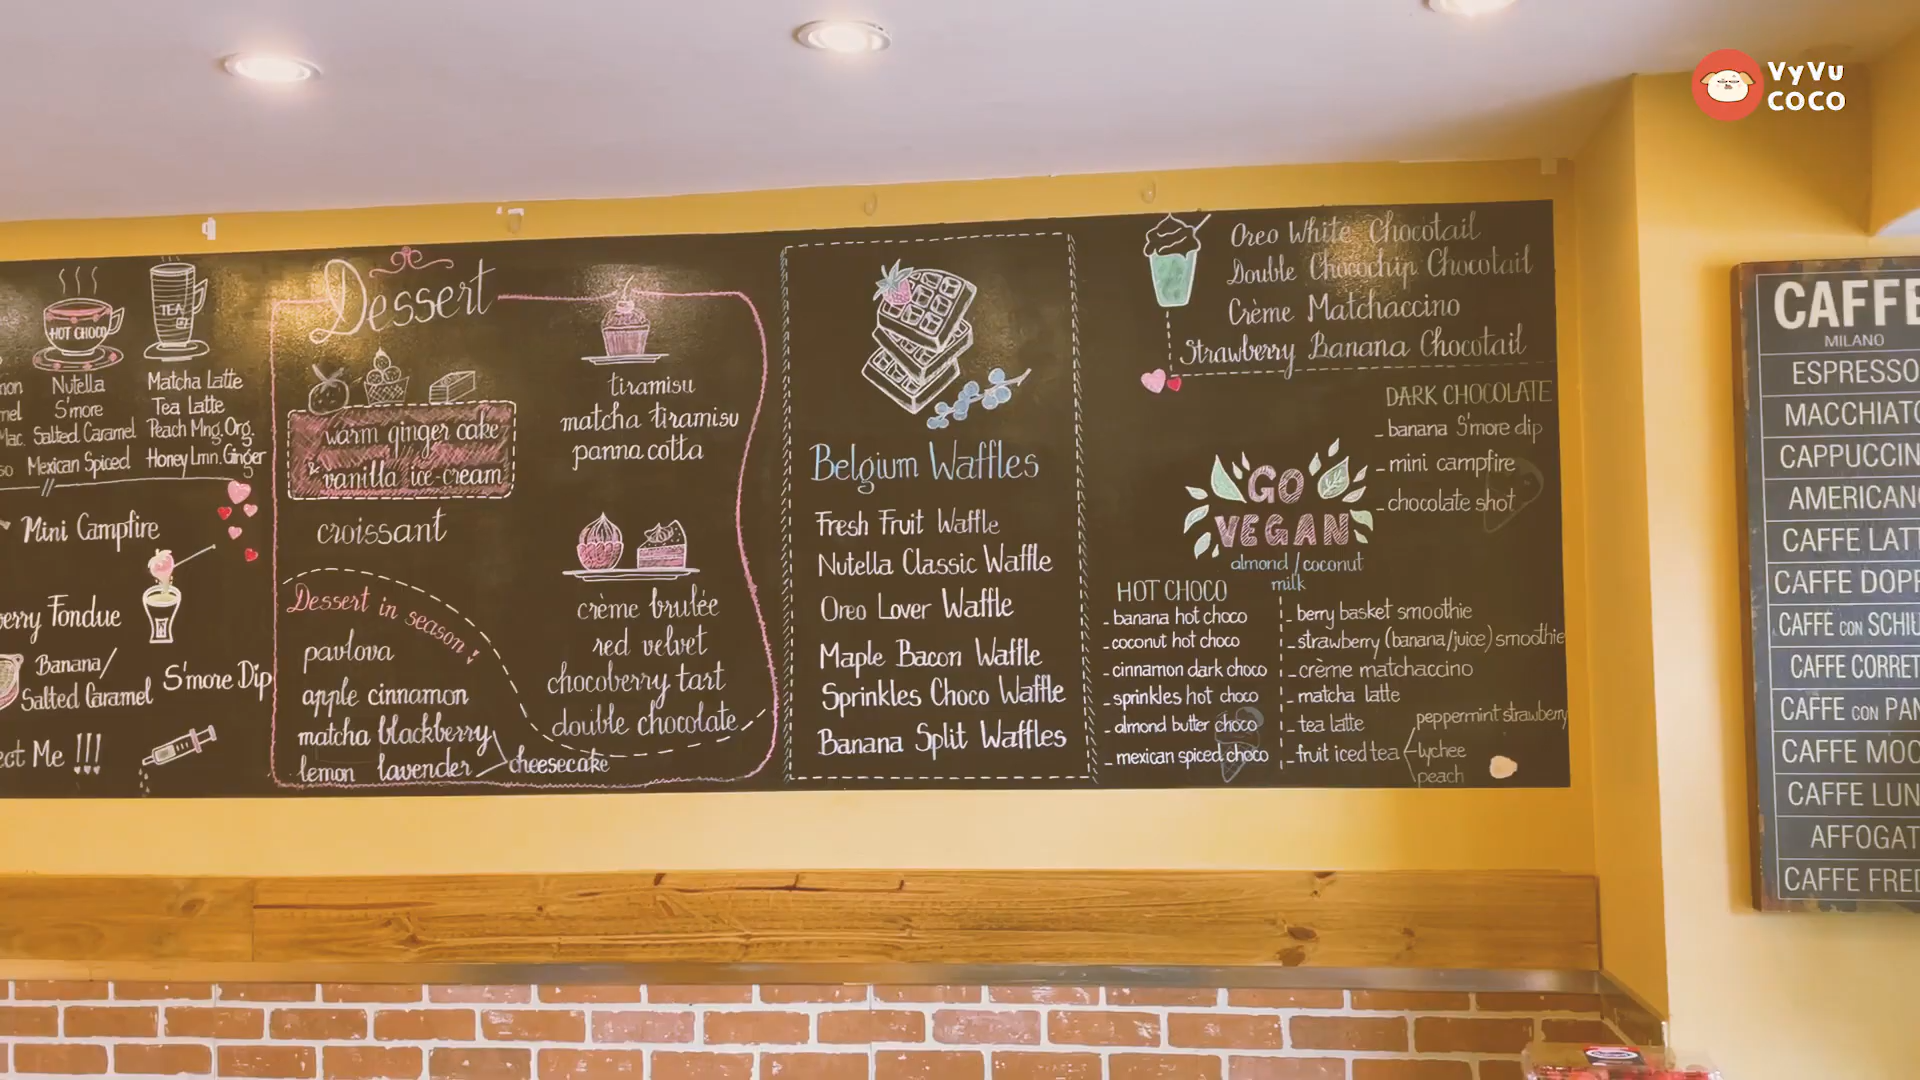 VyVu
COCO
HOT CHOCO
TEA
Nutella
S'more
Salted Caramel
Mexican Spiced
Matcha Latte
Tea Latte
Peach Mng. Org.
Honey Lmn. Ginger
Mini Campfire
Fondue
Banana/
Salted Caramel
S'more Dip
Me !!!
Dessert
warm ginger cake
& vanilla ice-cream
croissant
tiramisu
matcha tiramisu
panna cotta
Dessert in season!
pavlova
apple cinnamon
matcha blackberry
lemon lavender
cheesecake
crème brulée
red velvet
chocoberry tart
double chocolate
Belgium Waffles
Fresh Fruit Waffle
Nutella Classic Waffle
Oreo Lover Waffle
Maple Bacon Waffle
Sprinkles Choco Waffle
Banana Split Waffles
Oreo White Chocotail
Double Chocochip Chocotail
Crème Matchaccino
Strawberry Banana Chocotail
DARK CHOCOLATE
- banana S'more dip
- mini campfire
- chocolate shot
GO
VEGAN
almond/coconut
milk
HOT CHOCO
- banana hot choco
- coconut hot choco
- cinnamon dark choco
- sprinkles hot choco
- almond butter choco
- mexican spiced choco
- berry basket smoothie
- strawberry (banana/juice) smoothie
- crème matchaccino
- matcha latte
- tea latte
- fruit iced tea
peppermint strawberry
lychee
peach
CAFFE
MILANO
ESPRESSO
MACCHIATO
CAPPUCCIN
AMERICANO
CAFFE LATT
CAFFE DOPP
CAFFE CON SCHIU
CAFFE CORRET
CAFFE CON PAN
CAFFE MOC
CAFFE LUN
AFFOGAT
CAFFE FRED